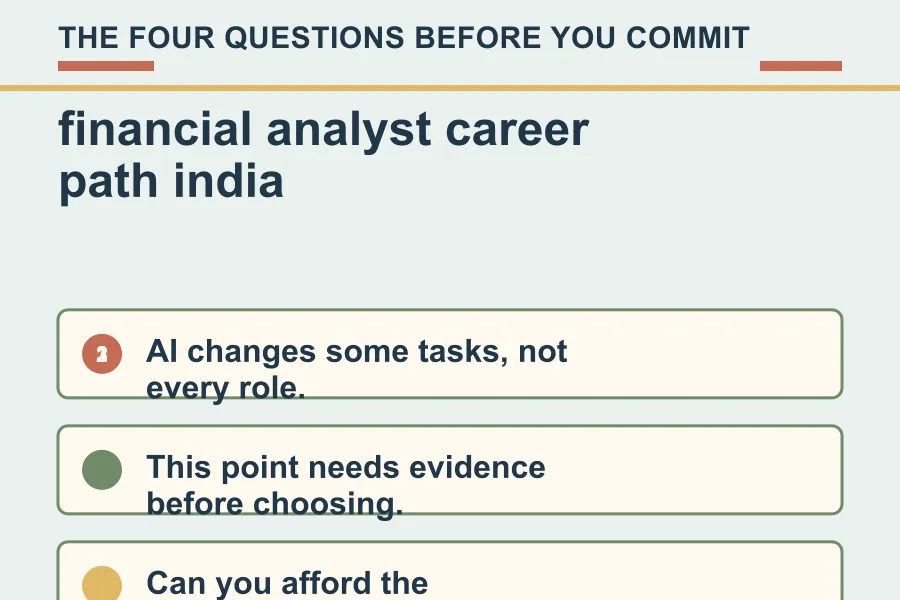 THE FOUR QUESTIONS BEFORE YOU COMMIT
financial analyst career
path india
AI changes some tasks, not
every role.
This point needs evidence
before choosing.
Can you afford the